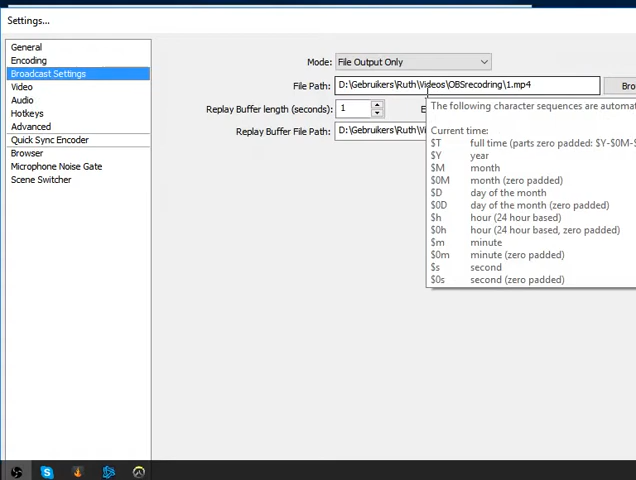 Settings...
General
Encoding
Broadcast Settings
Video
Audio
Hotkeys
Advanced
Quick Sync Encoder
Browser
Microphone Noise Gate
Scene Switcher
Mode: File Output Only
File Path: D:\Gebruikers\Ruth\Videos\OBSrecodring\1.mp4
Replay Buffer length (seconds): 1
Replay Buffer File Path: D:\Gebruikers\Ruth\Vi
The following character sequences are
Current time:
$T full time (parts zero padded: $Y-$0M-$
$Y year
$M month
$0M month (zero padded)
$D day of the month
$0D day of the month (zero padded)
$h hour (24 hour based)
$0h hour (24 hour based, zero padded)
$m minute
$0m minute (zero padded)
$s second
$0s second (zero padded)